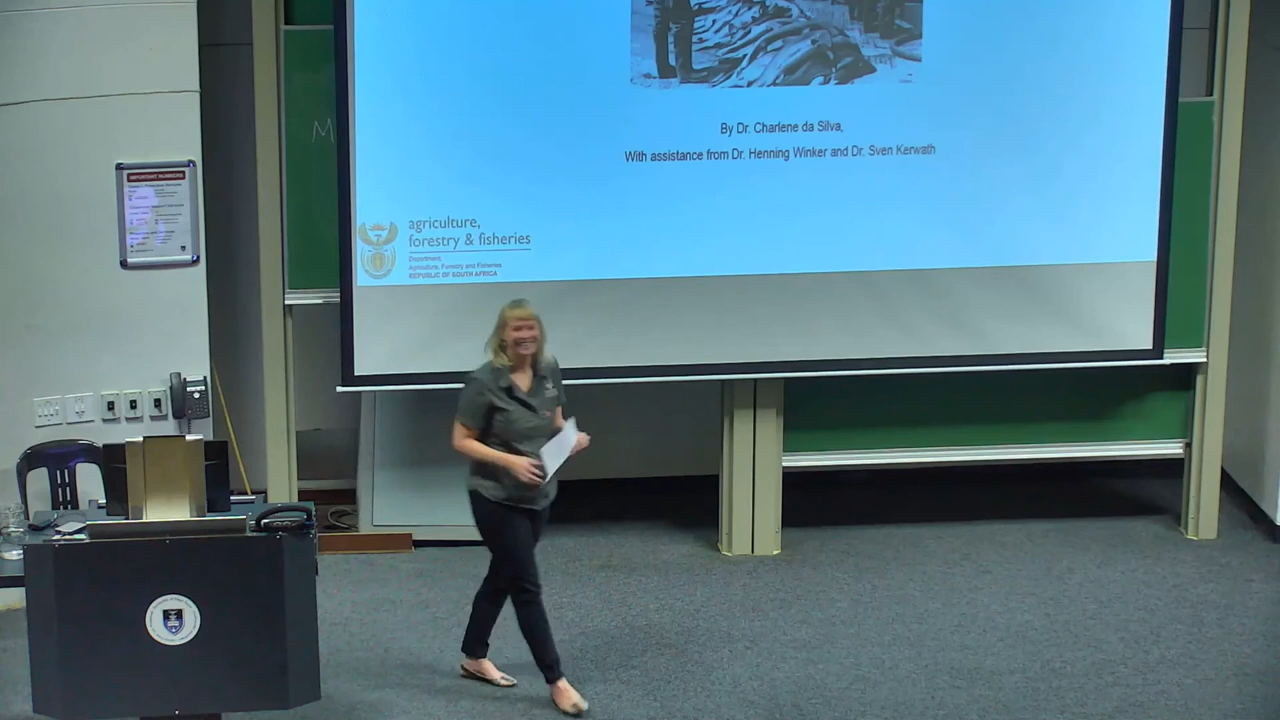 M
By Dr. Charlene da Silva,
With assistance from Dr. Henning Winker and Dr. Sven Kerwath
IMPORTANT NUMBERS
agriculture,
forestry & fisheries
Department:
Agriculture, Forestry and Fisheries
REPUBLIC OF SOUTH AFRICA